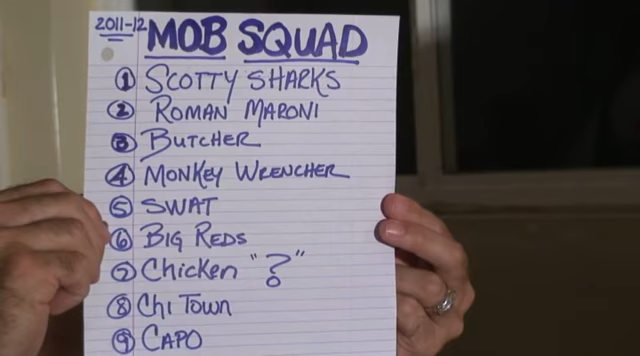 2011-12 MOB SQUAD
1 SCOTTY SHARKS
2 ROMAN MARONI
3 BUTCHER
4 MONKEY WRENCHER
5 SWAT
6 BIG REDS
7 Chicken "?"
8 Chi Town
9 CAPO